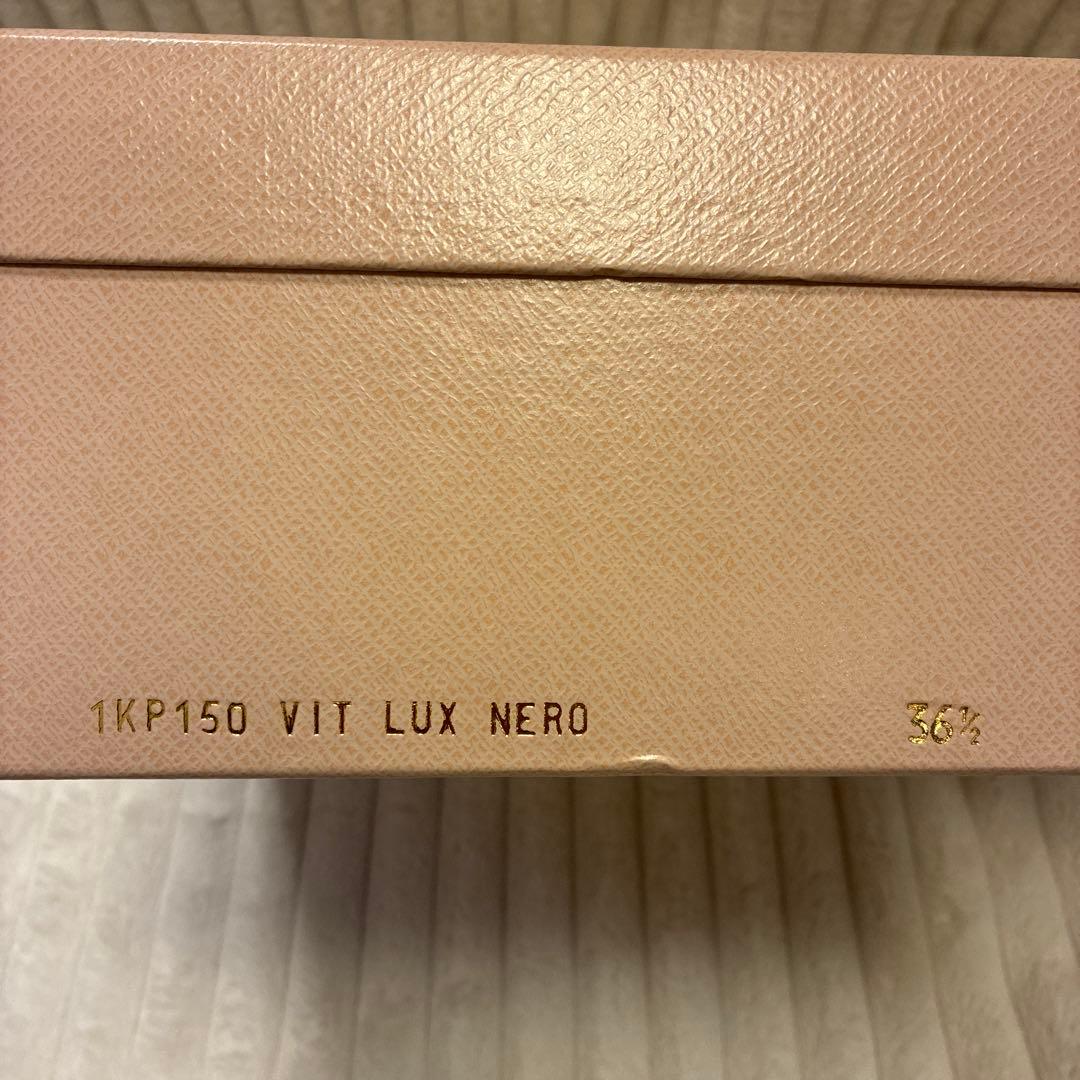 1KP150 VIT LUX NERO 36½